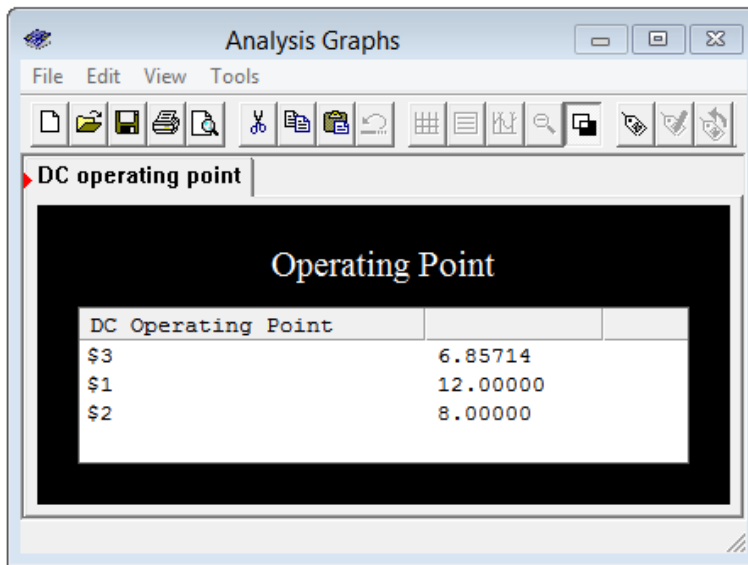 Analysis Graphs
File Edit View Tools
DC operating point
Operating Point
DC Operating Point
$3 6.85714
$1 12.00000
$2 8.00000